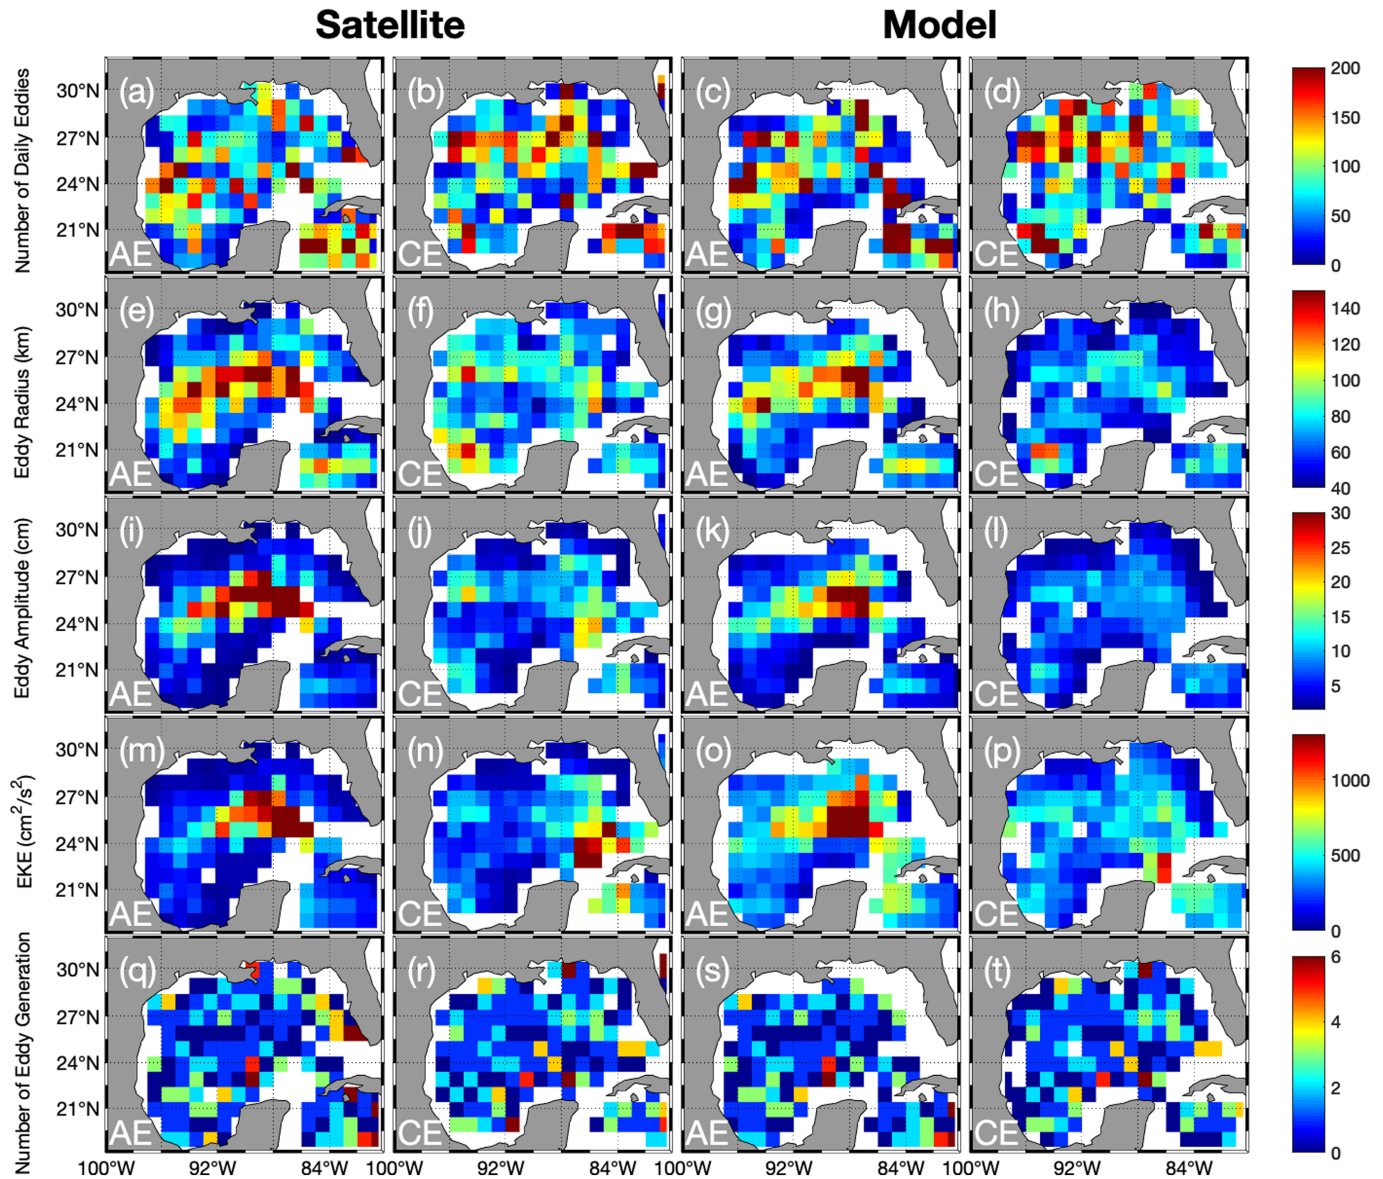 Satellite Model
Number of Daily Eddies
30°N
27°N
24°N
21°N
(a) AE
(b) CE
(c) AE
(d) CE
200
150
100
50
0
Eddy Radius (km)
30°N
27°N
24°N
21°N
(e) AE
(f) CE
(g) AE
(h) CE
140
120
100
80
60
40
Eddy Amplitude (cm)
30°N
27°N
24°N
21°N
(i) AE
(j) CE
(k) AE
(l) CE
30
25
20
15
10
5
EKE (cm²/s²)
30°N
27°N
24°N
21°N
(m) AE
(n) CE
(o) AE
(p) CE
1000
500
0
Number of Eddy Generation
30°N
27°N
24°N
21°N
(q) AE
(r) CE
(s) AE
(t) CE
6
4
2
0
100°W 92°W 84°W 100°W 92°W 84°W 92°W 84°W 100°W 92°W 84°W